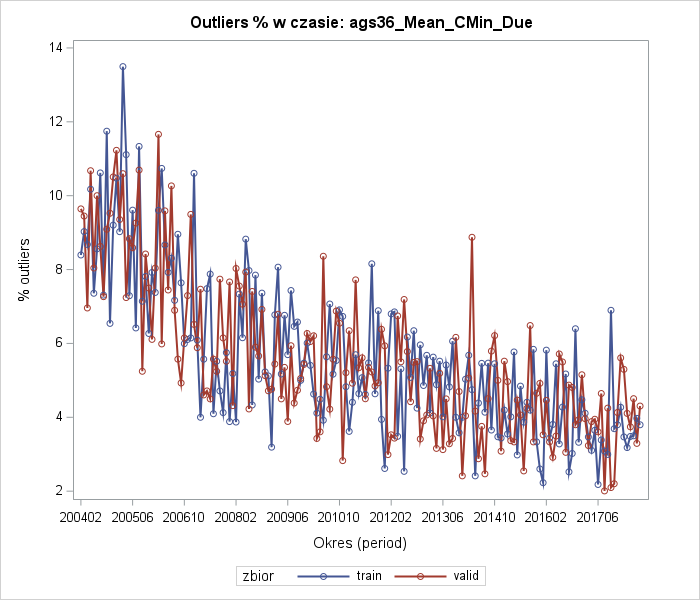 Outliers % w czasie: ags36_Mean_CMin_Due
14
12
10
8
6
4
2
% outliers
200402 200506 200610 200802 200906 201010 201202 201306 201410 201602 201706
Okres (period)
zbior train valid